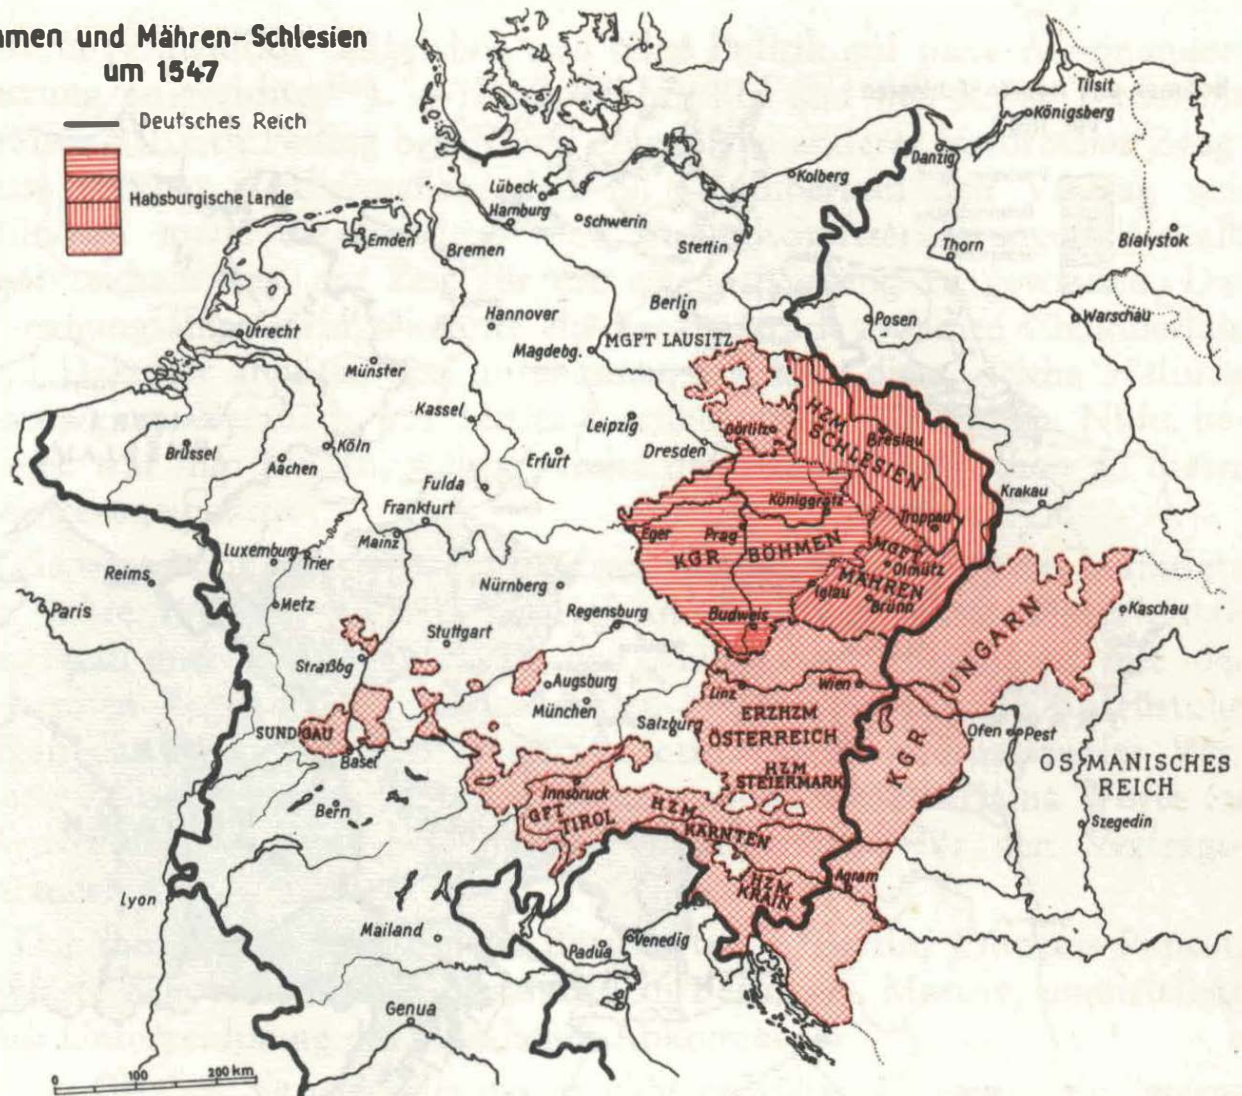 men und Mähren-Schlesien
um 1547
Deutsches Reich
Habsburgische Lande
Tilsit
Königsberg
Danzig
Kolberg
Lübeck
Hamburg
Schwerin
Stettin
Emden
Bremen
Thorn
Bialystok
Berlin
Hannover
Posen
Warschau
Utrecht
MGFT LAUSITZ
Magdebg.
Münster
Kassel
Leipzig
Görlitz
HZM
SCHLESIEN
Breslau
Dresden
Brüssel
Köln
Aachen
Erfurt
Fulda
Königgrätz
Krakau
Frankfurt
Troppau
Mainz
Eger
Prag
KGR BÖHMEN
MGFT
MÄHREN
Olmütz
Luxemburg
Trier
Iglau
Brünn
Reims
Nürnberg
Metz
Paris
Regensburg
Budweis
Kaschau
Stuttgart
Straßbg
Augsburg
München
Linz
Wien
KGR UNGARN
Salzburg
ERZHZM
ÖSTERREICH
SUNDGAU
Basel
Ofen
Pest
OSMANISCHES
REICH
HZM
STEIERMARK
Innsbruck
GFT
TIROL
Bern
HZM
KÄRNTEN
Szegedin
HZM
KRAIN
Agram
Lyon
Mailand
Padua
Venedig
Genua
0 100 200 km